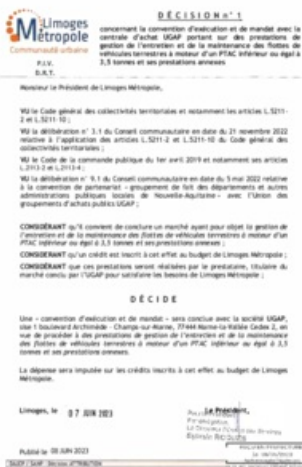 Limoges
Métropole
Communauté urbaine
P.I.V.
D.R.T.
D É C I S I O N n° 1
concernant la convention d'exécution et de mandat avec la
centrale d'achat UGAP portant sur des prestations de
gestion de l'entretien et de la maintenance des flottes de
véhicules terrestres à moteur d'un PTAC inférieur ou égal à
3,5 tonnes et ses prestations annexes
Monsieur le Président de Limoges Métropole,
VU le Code général des collectivités territoriales et notamment les articles L.5211-
2 et L.5211-10 ;
VU la délibération n° 3.1 du Conseil communautaire en date du 21 novembre 2022
relative à l'application des articles L.5211-2 et L.5211-10 du Code général des
collectivités territoriales ;
VU le Code de la commande publique du 1er avril 2019 et notamment ses articles
L.2113-2 et L.2113-4 ;
VU la délibération n° 9.1 du Conseil communautaire en date du 5 mai 2022 relative
à la convention de partenariat - groupement de fait des départements et autres
administrations publiques locales de Nouvelle-Aquitaine - avec l'Union des
groupements d'achats publics UGAP ;
CONSIDÉRANT qu'il convient de conclure un marché ayant pour objet la gestion de
l'entretien et de la maintenance des flottes de véhicules terrestres à moteur d'un
PTAC inférieur ou égal à 3,5 tonnes et ses prestations annexes ;
CONSIDÉRANT qu'un crédit est inscrit à cet effet au budget de Limoges Métropole ;
CONSIDÉRANT que ces prestations seront réalisées par le prestataire, titulaire du
marché conclu par l'UGAP pour satisfaire les besoins de Limoges Métropole ;
D É C I D E
Une « convention d'exécution et de mandat » sera conclue avec la société UGAP,
sise 1 boulevard Archimède - Champs-sur-Marne, 77444 Marne-la-Vallée Cedex 2, en
vue de procéder à des prestations de gestion de l'entretien et de la maintenance
des flottes de véhicules terrestres à moteur d'un PTAC inférieur ou égal à 3,5
tonnes et ses prestations annexes.
La dépense sera imputée sur les crédits inscrits à cet effet au budget de Limoges
Métropole.
Limoges, le 07 JUIN 2023
Le Président,
Publié le 08 JUIN 2023